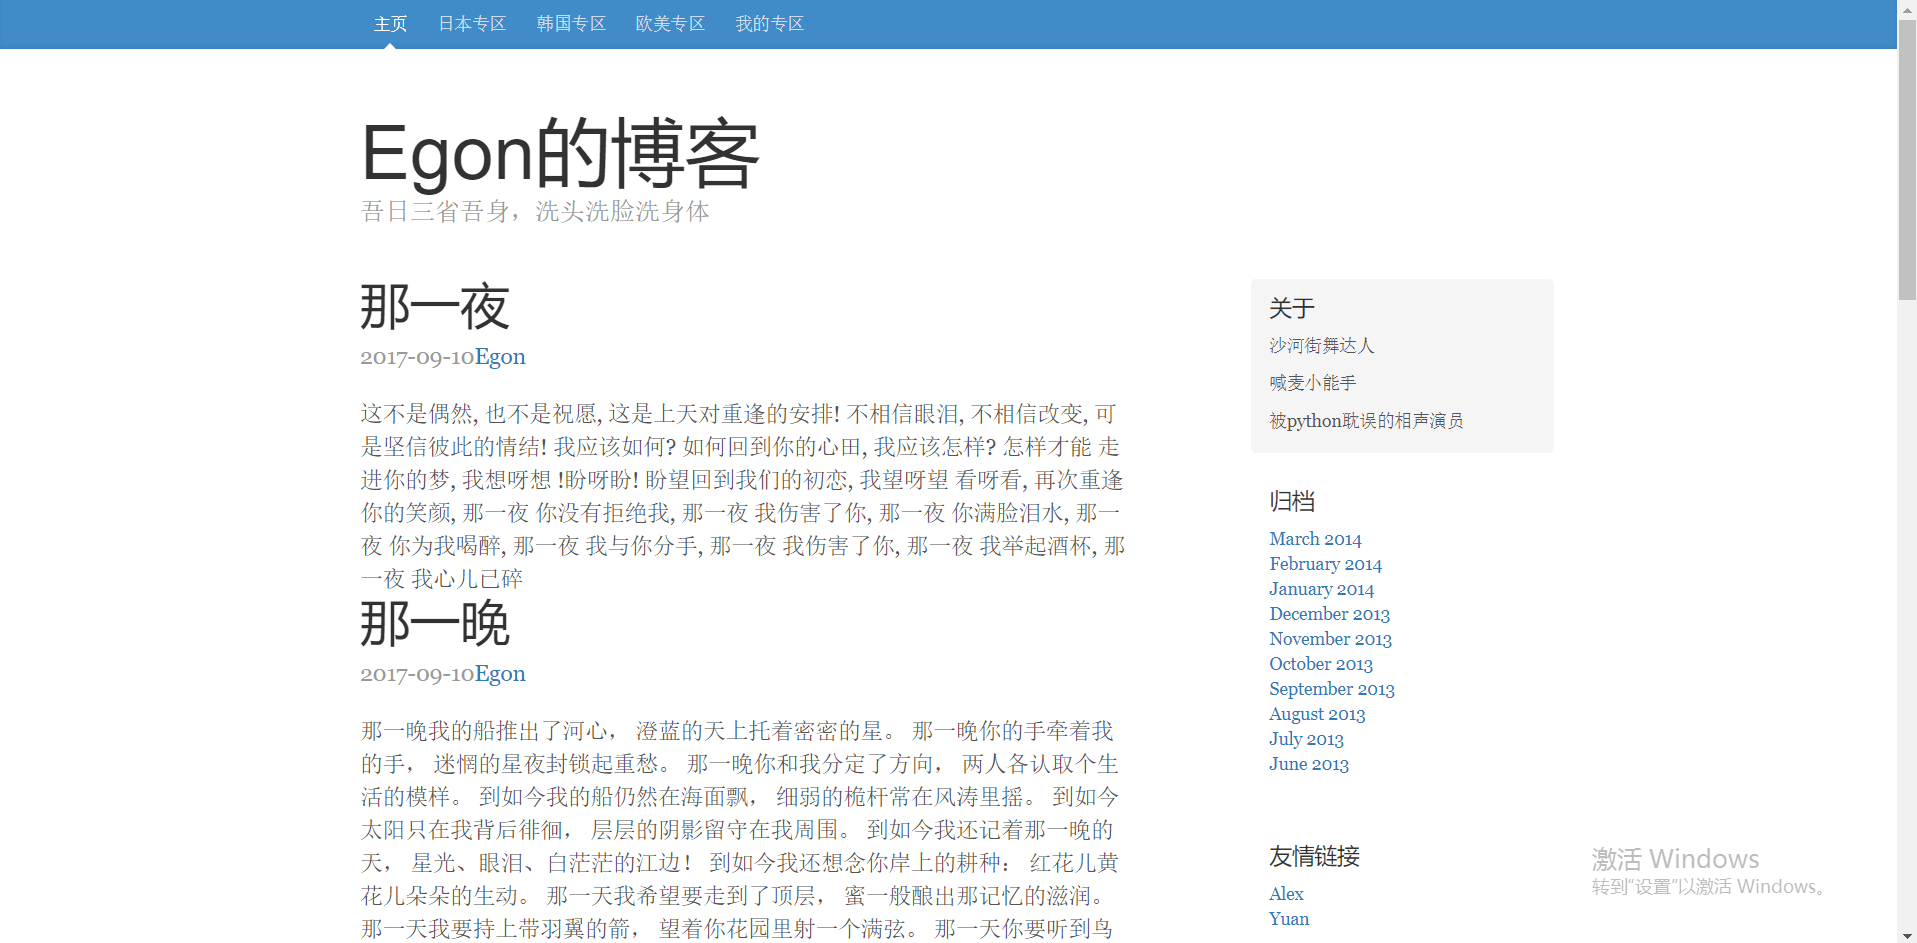 主页 日本专区 韩国专区 欧美专区 我的专区
Egon的博客
吾日三省吾身，洗头洗脸洗身体
那一夜
2017-09-10Egon
这不是偶然, 也不是祝愿, 这是上天对重逢的安排! 不相信眼泪, 不相信改变, 可
是坚信彼此的情结! 我应该如何? 如何回到你的心田, 我应该怎样? 怎样才能 走
进你的梦, 我想呀想 !盼呀盼! 盼望回到我们的初恋, 我望呀望 看呀看, 再次重逢
你的笑颜, 那一夜 你没有拒绝我, 那一夜 我伤害了你, 那一夜 你满脸泪水, 那一
夜 你为我喝醉, 那一夜 我与你分手, 那一夜 我伤害了你, 那一夜 我举起酒杯, 那
一夜 我心儿已碎
那一晚
2017-09-10Egon
那一晚我的船推出了河心， 澄蓝的天上托着密密的星。 那一晚你的手牵着我
的手， 迷惘的星夜封锁起重愁。 那一晚你和我分定了方向， 两人各认取个生
活的模样。 到如今我的船仍然在海面飘， 细弱的桅杆常在风涛里摇。 到如今
太阳只在我背后徘徊， 层层的阴影留守在我周围。 到如今我还记着那一晚的
天， 星光、眼泪、白茫茫的江边！ 到如今我还想念你岸上的耕种： 红花儿黄
花儿朵朵的生动。 那一天我希望要走到了顶层， 蜜一般酿出那记忆的滋润。
那一天我要持上带羽翼的箭， 望着你花园里射一个满弦。 那一天你要听到鸟
关于
沙河街舞达人
喊麦小能手
被python耽误的相声演员
归档
March 2014
February 2014
January 2014
December 2013
November 2013
October 2013
September 2013
August 2013
July 2013
June 2013
友情链接
Alex
Yuan
激活 Windows
转到“设置”以激活 Windows。